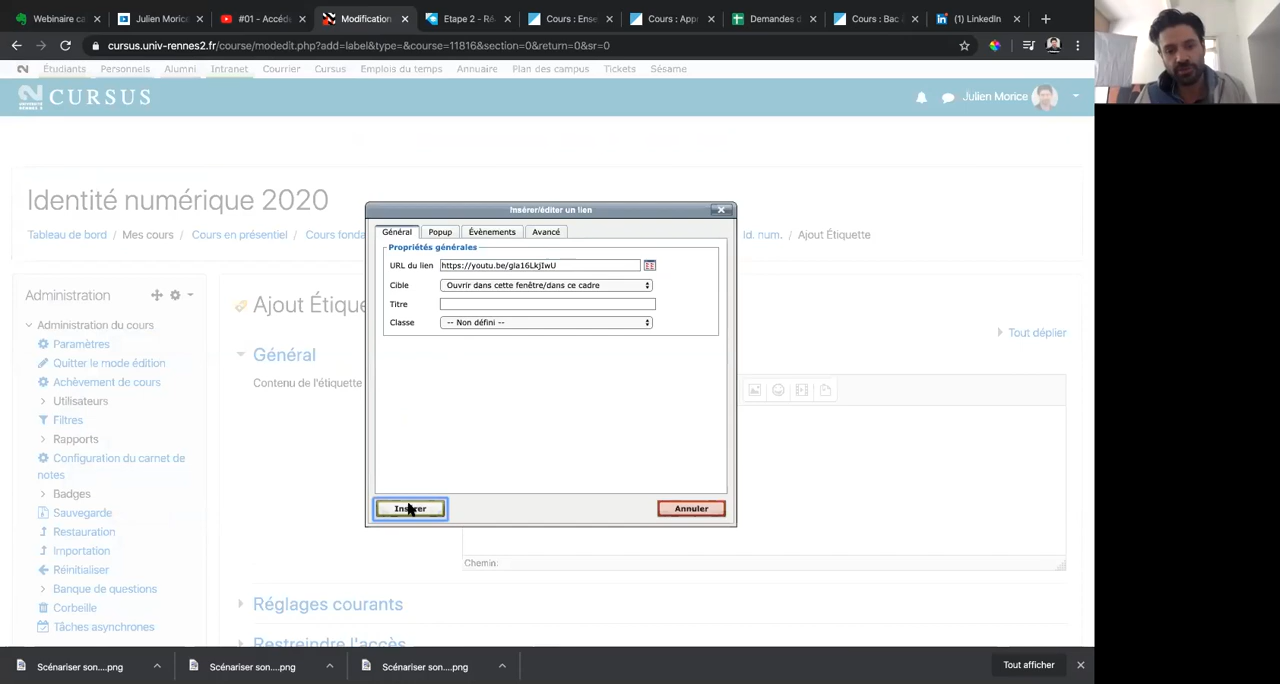 Webinaire ca
Julien Morice
#01 - Accéde
Modification
Etape 2 - Ré
Cours : Ense
Cours : Appr
Demandes d
Cours : Bac
(1) LinkedIn
cursus.univ-rennes2.fr/course/modedit.php?add=label&type=&course=11816&section=0&return=0&sr=0
Étudiants Personnels Alumni Intranet Courrier Cursus Emplois du temps Annuaire Plan des campus Tickets Sésame
CURSUS
Julien Morice
Identité numérique 2020
Tableau de bord / Mes cours / Cours en présentiel / Cours fonda
Id. num. / Ajout Étiquette
Administration
Administration du cours
Paramètres
Quitter le mode édition
Achèvement de cours
Utilisateurs
Filtres
Rapports
Configuration du carnet de
notes
Badges
Sauvegarde
Restauration
Importation
Réinitialiser
Banque de questions
Corbeille
Tâches asynchrones
Ajout Étique
Tout déplier
Général
Contenu de l'étiquette
Insérer/éditer un lien
Général Popup Évènements Avancé
Propriétés générales
URL du lien https://youtu.be/gla16LkjIwU
Cible Ouvrir dans cette fenêtre/dans ce cadre
Titre
Classe -- Non défini --
Insérer
Annuler
Chemin:
Réglages courants
Restreindre l'accès
Scénariser son....png
Scénariser son....png
Scénariser son....png
Tout afficher